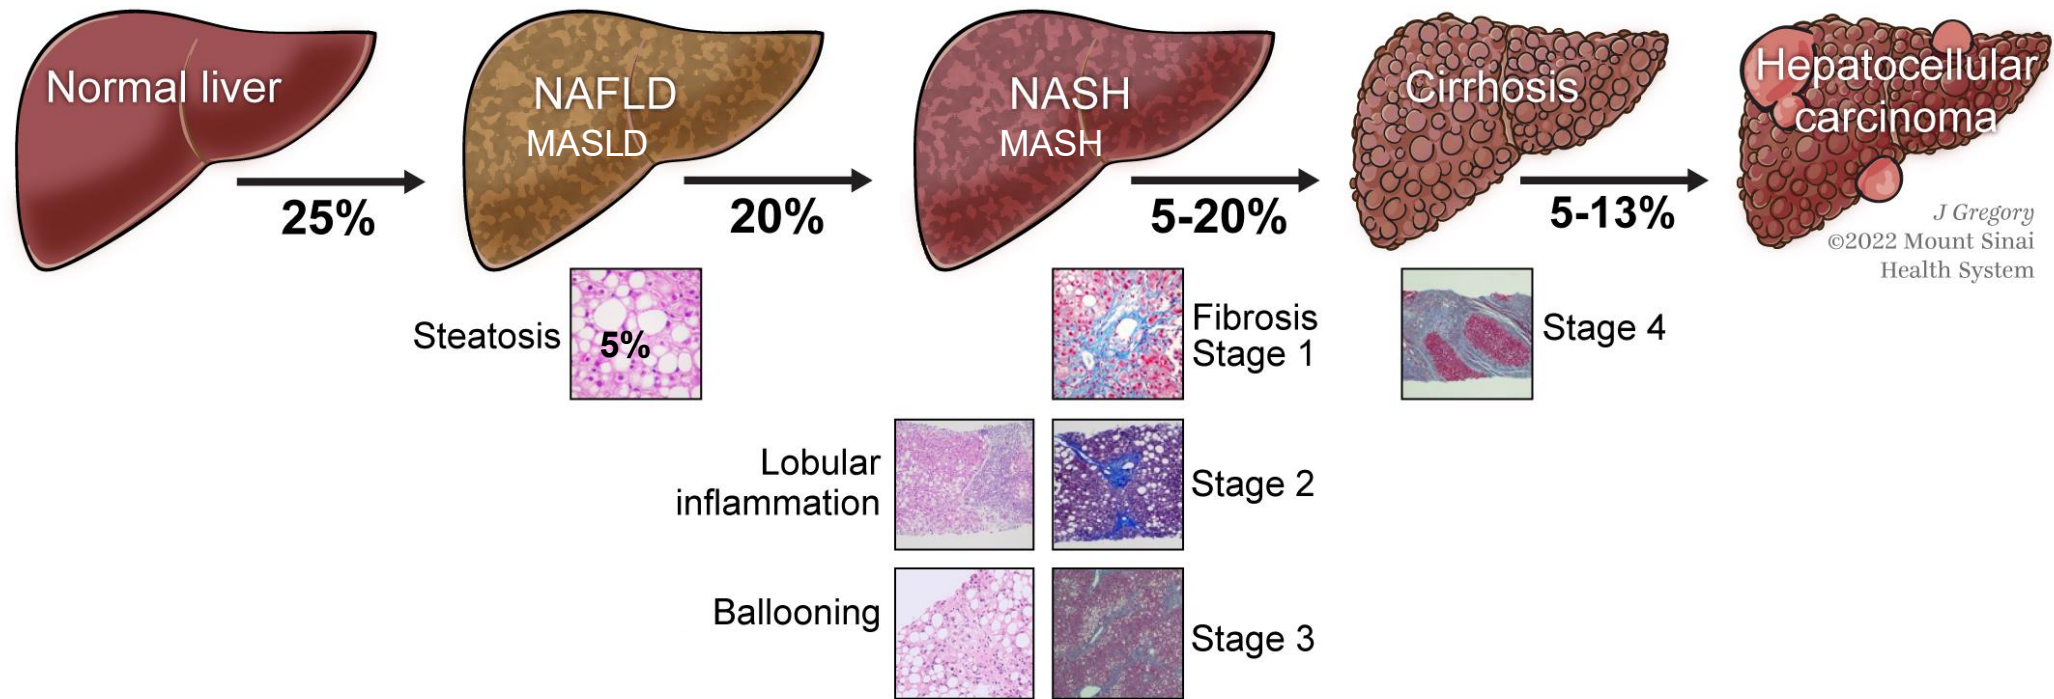 Normal liver
NAFLD
MASLD
NASH
MASH
Cirrhosis
Hepatocellular
carcinoma
25%
20%
5-20%
5-13%
J Gregory
©2022 Mount Sinai
Health System
Steatosis
5%
Fibrosis
Stage 1
Stage 4
Lobular
inflammation
Stage 2
Ballooning
Stage 3